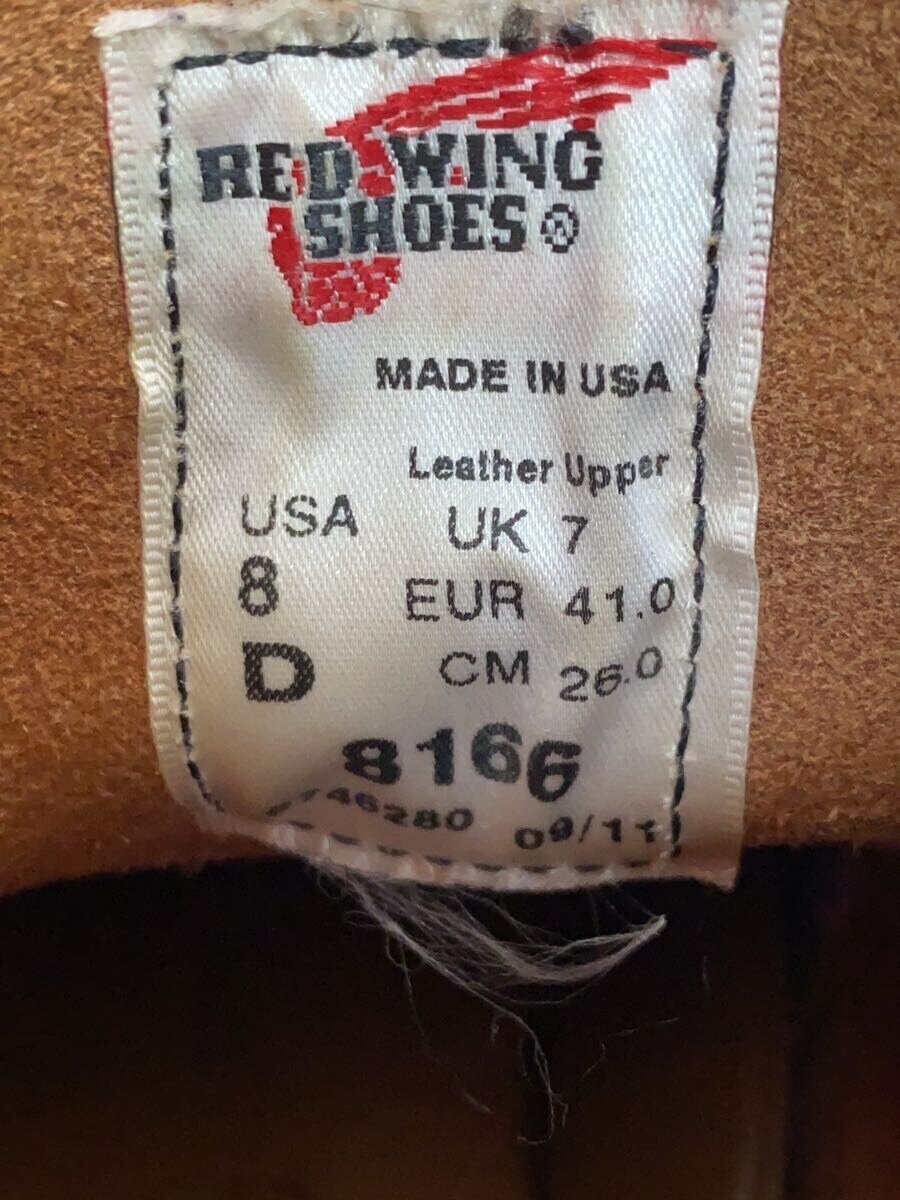 RED WING
SHOES®
MADE IN USA
Leather Upper
USA UK 7
8 EUR 41.0
D CM 26.0
8166
09/11